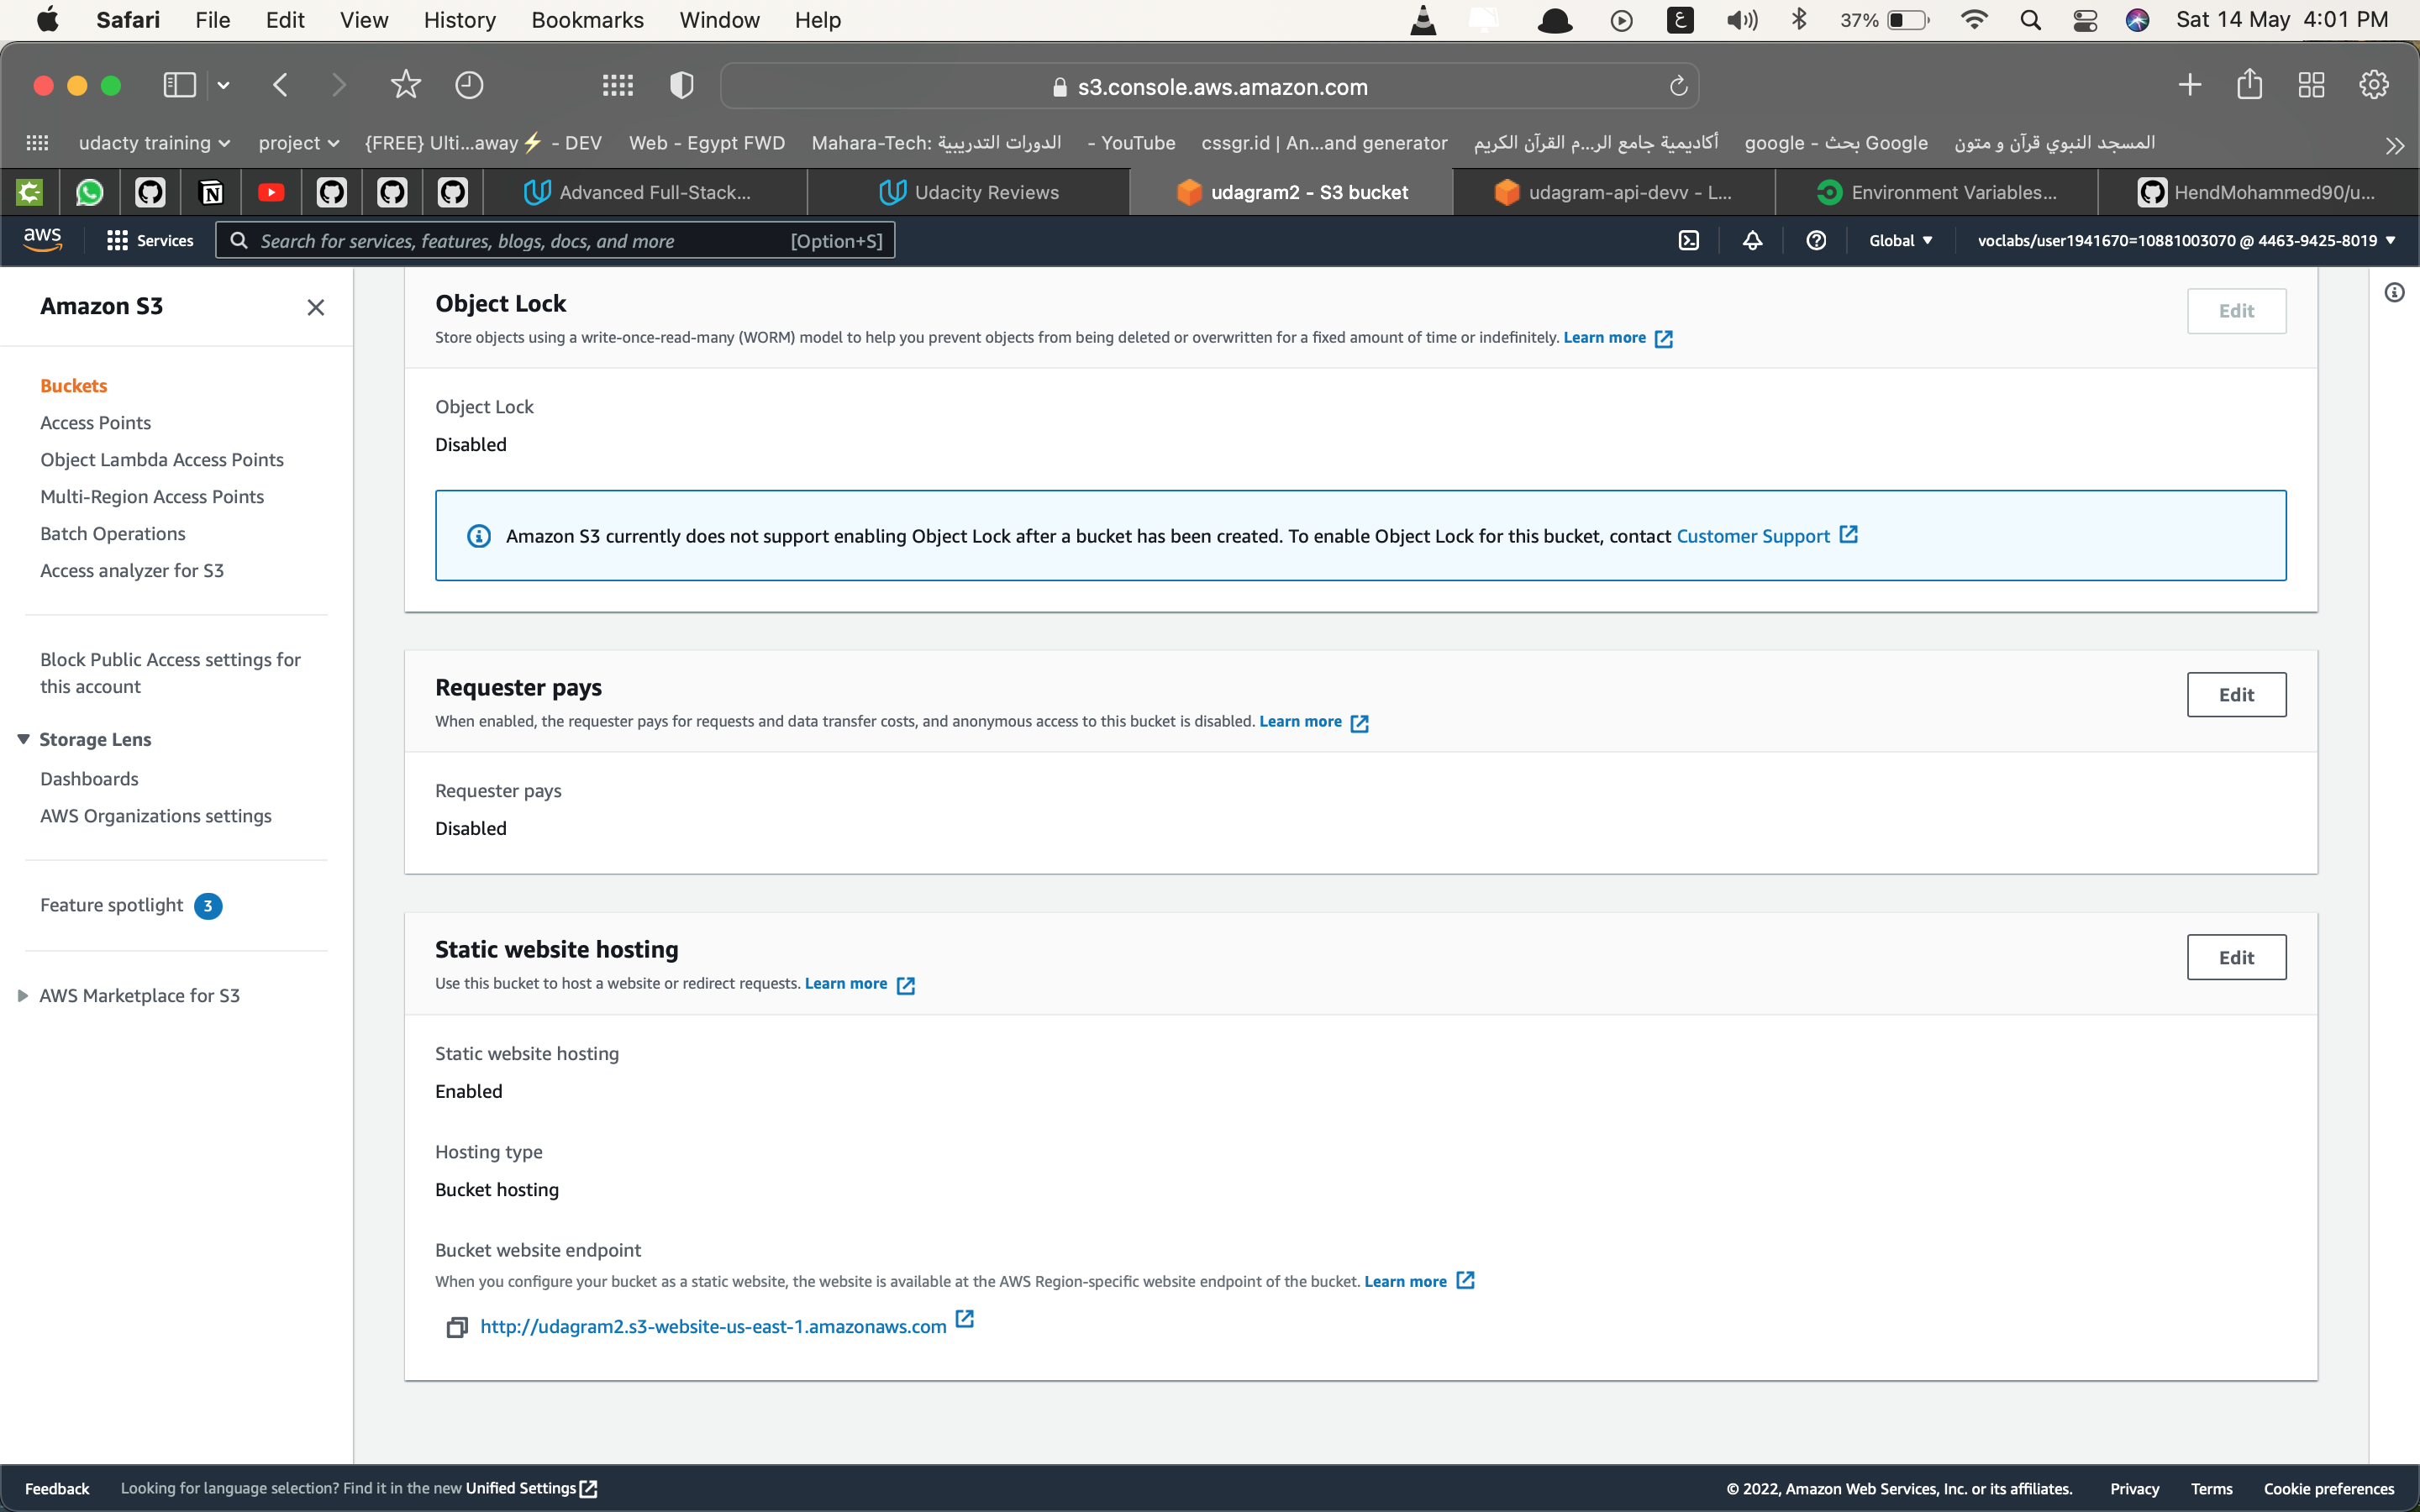 Safari File Edit View History Bookmarks Window Help ع 37% Sat 14 May 4:01 PM
s3.console.aws.amazon.com
udacty training project {FREE} Ulti...away⚡ - DEV Web - Egypt FWD Mahara-Tech: الدورات التدريبية - YouTube cssgr.id | An...and generator أكاديمية جامع الر...م القرآن الكريم google - بحث Google المسجد النبوي قرآن و متون
Advanced Full-Stack... Udacity Reviews udagram2 - S3 bucket udagram-api-devv - L... Environment Variables... HendMohammed90/u...
aws Services Search for services, features, blogs, docs, and more [Option+S] Global voclabs/user1941670=10881003070 @ 4463-9425-8019
Amazon S3
Buckets
Access Points
Object Lambda Access Points
Multi-Region Access Points
Batch Operations
Access analyzer for S3
Block Public Access settings for
this account
Storage Lens
Dashboards
AWS Organizations settings
Feature spotlight 3
AWS Marketplace for S3
Object Lock
Edit
Store objects using a write-once-read-many (WORM) model to help you prevent objects from being deleted or overwritten for a fixed amount of time or indefinitely. Learn more
Object Lock
Disabled
Amazon S3 currently does not support enabling Object Lock after a bucket has been created. To enable Object Lock for this bucket, contact Customer Support
Requester pays
Edit
When enabled, the requester pays for requests and data transfer costs, and anonymous access to this bucket is disabled. Learn more
Requester pays
Disabled
Static website hosting
Edit
Use this bucket to host a website or redirect requests. Learn more
Static website hosting
Enabled
Hosting type
Bucket hosting
Bucket website endpoint
When you configure your bucket as a static website, the website is available at the AWS Region-specific website endpoint of the bucket. Learn more
http://udagram2.s3-website-us-east-1.amazonaws.com
Feedback Looking for language selection? Find it in the new Unified Settings © 2022, Amazon Web Services, Inc. or its affiliates. Privacy Terms Cookie preferences